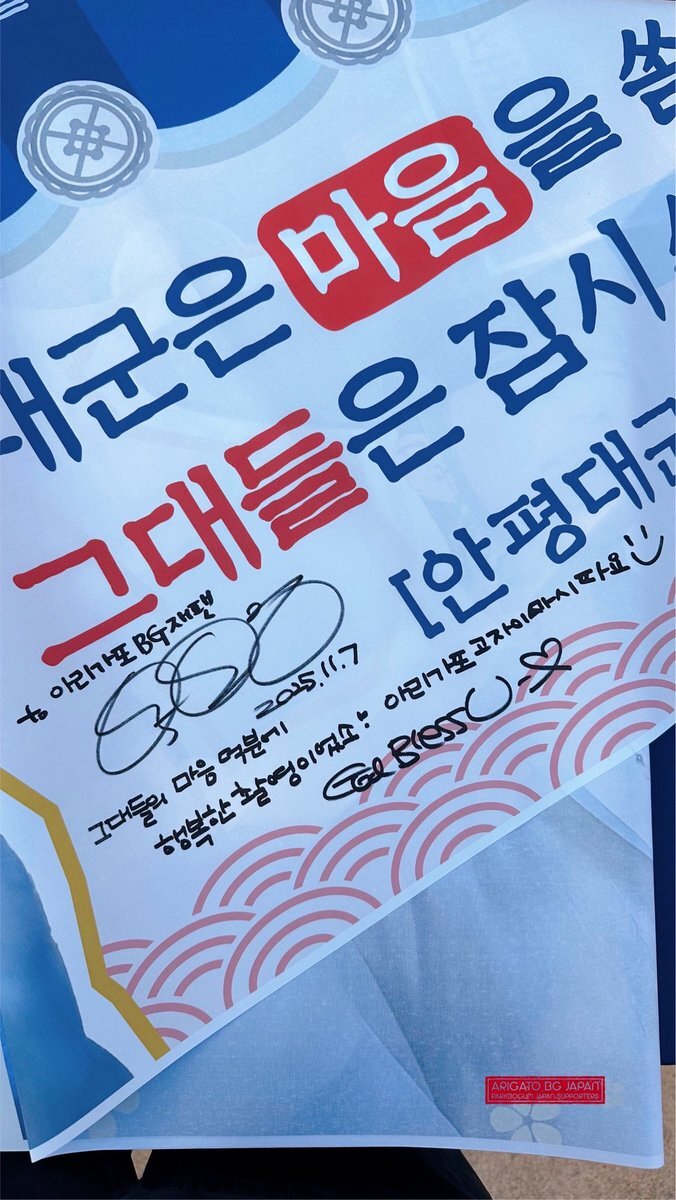 대군은 마음을 쏨
그대들은 잠시
[안평대군
to 아리가또 BG 재팬
2025.11.7
그대들의 마음 덕분에
행복한 촬영이었소:
아리가또고자이마시따요
God Bless U
ARIGATO BG JAPAN
PARKBOGUM JAPAN SUPPORTERS